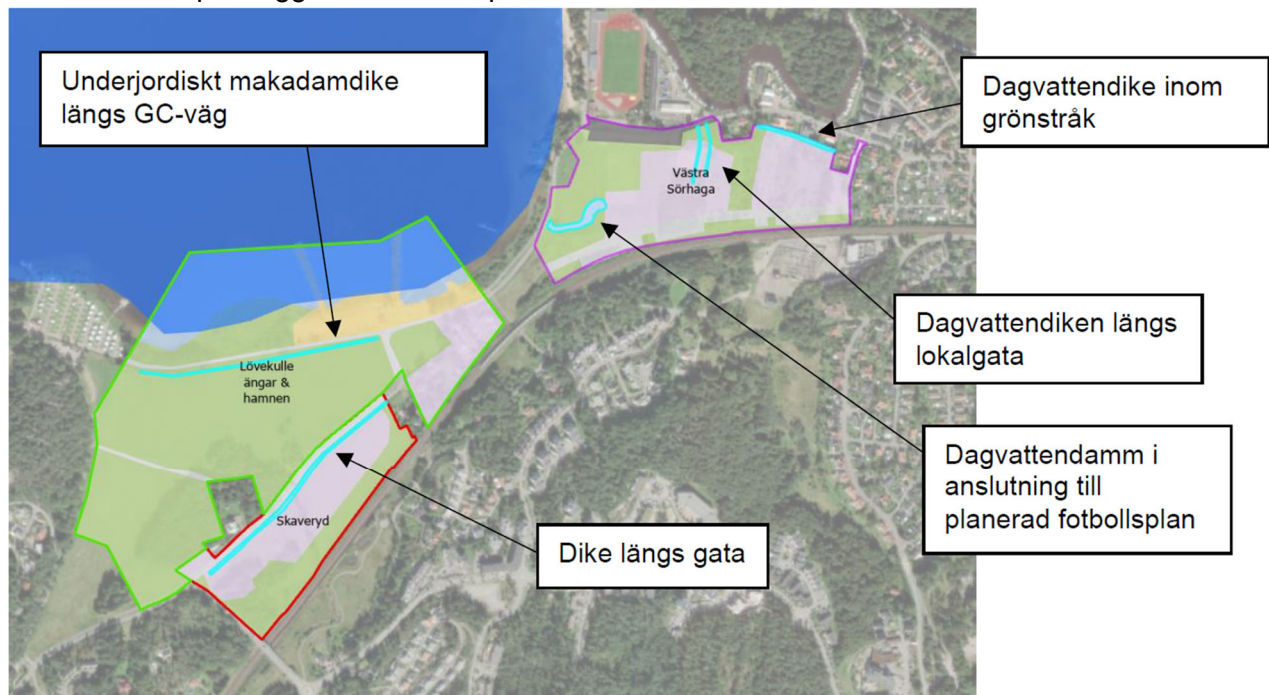 Underjordiskt makadamdike
längs GC-väg
Dagvattendike inom
grönstråk
Västra
Sörhaga
Dagvattendiken längs
lokalgata
Lövekulle
ängar &
hamnen
Dagvattendamm i
anslutning till
planerad fotbollsplan
Skaveryd
Dike längs gata